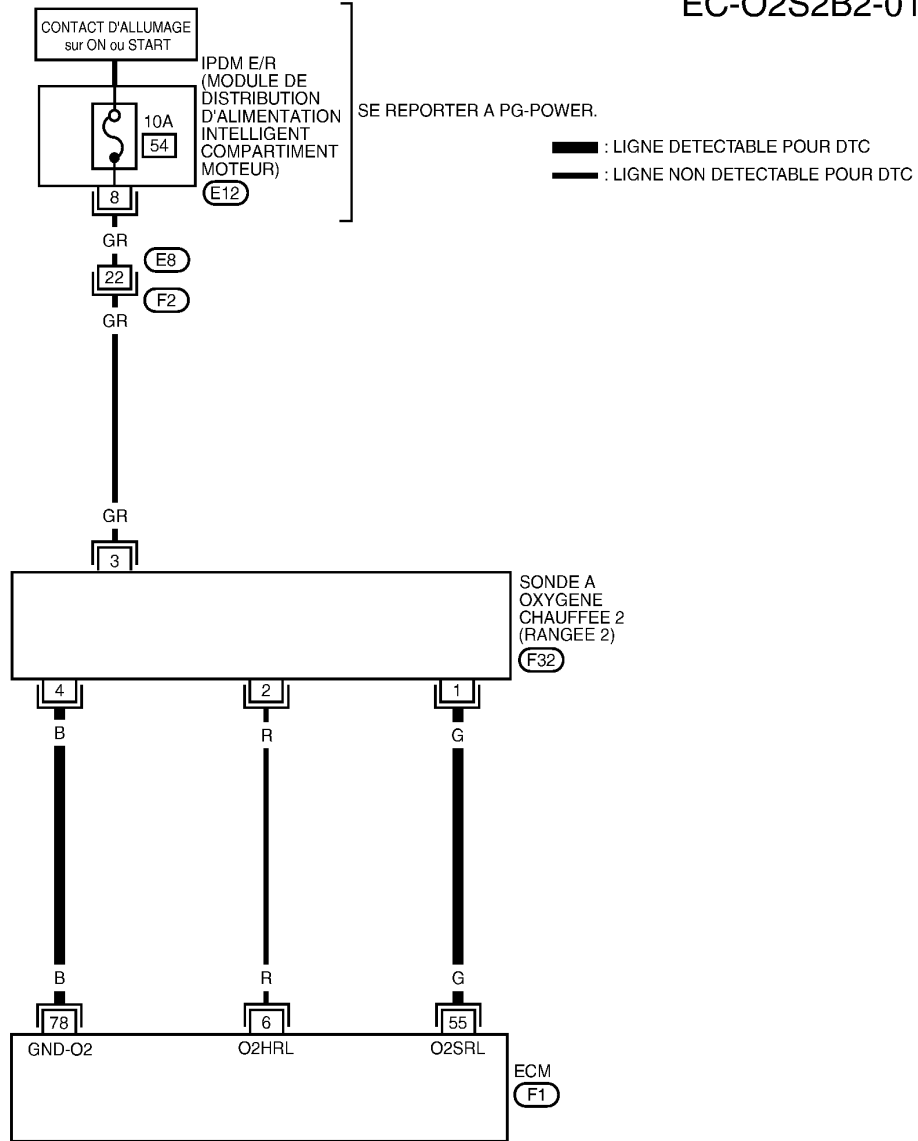 EC-O2S2B2-01
CONTACT D'ALLUMAGE
sur ON ou START
IPDM E/R
(MODULE DE
DISTRIBUTION
D'ALIMENTATION
INTELLIGENT
COMPARTIMENT
MOTEUR)
E12
10A
54
SE REPORTER A PG-POWER.
: LIGNE DETECTABLE POUR DTC
: LIGNE NON DETECTABLE POUR DTC
8
GR
E8
22
F2
GR
GR
3
SONDE A
OXYGENE
CHAUFFEE 2
(RANGEE 2)
F32
4 2 1
B R G
B R G
78 6 55
GND-O2 O2HRL O2SRL
ECM
F1